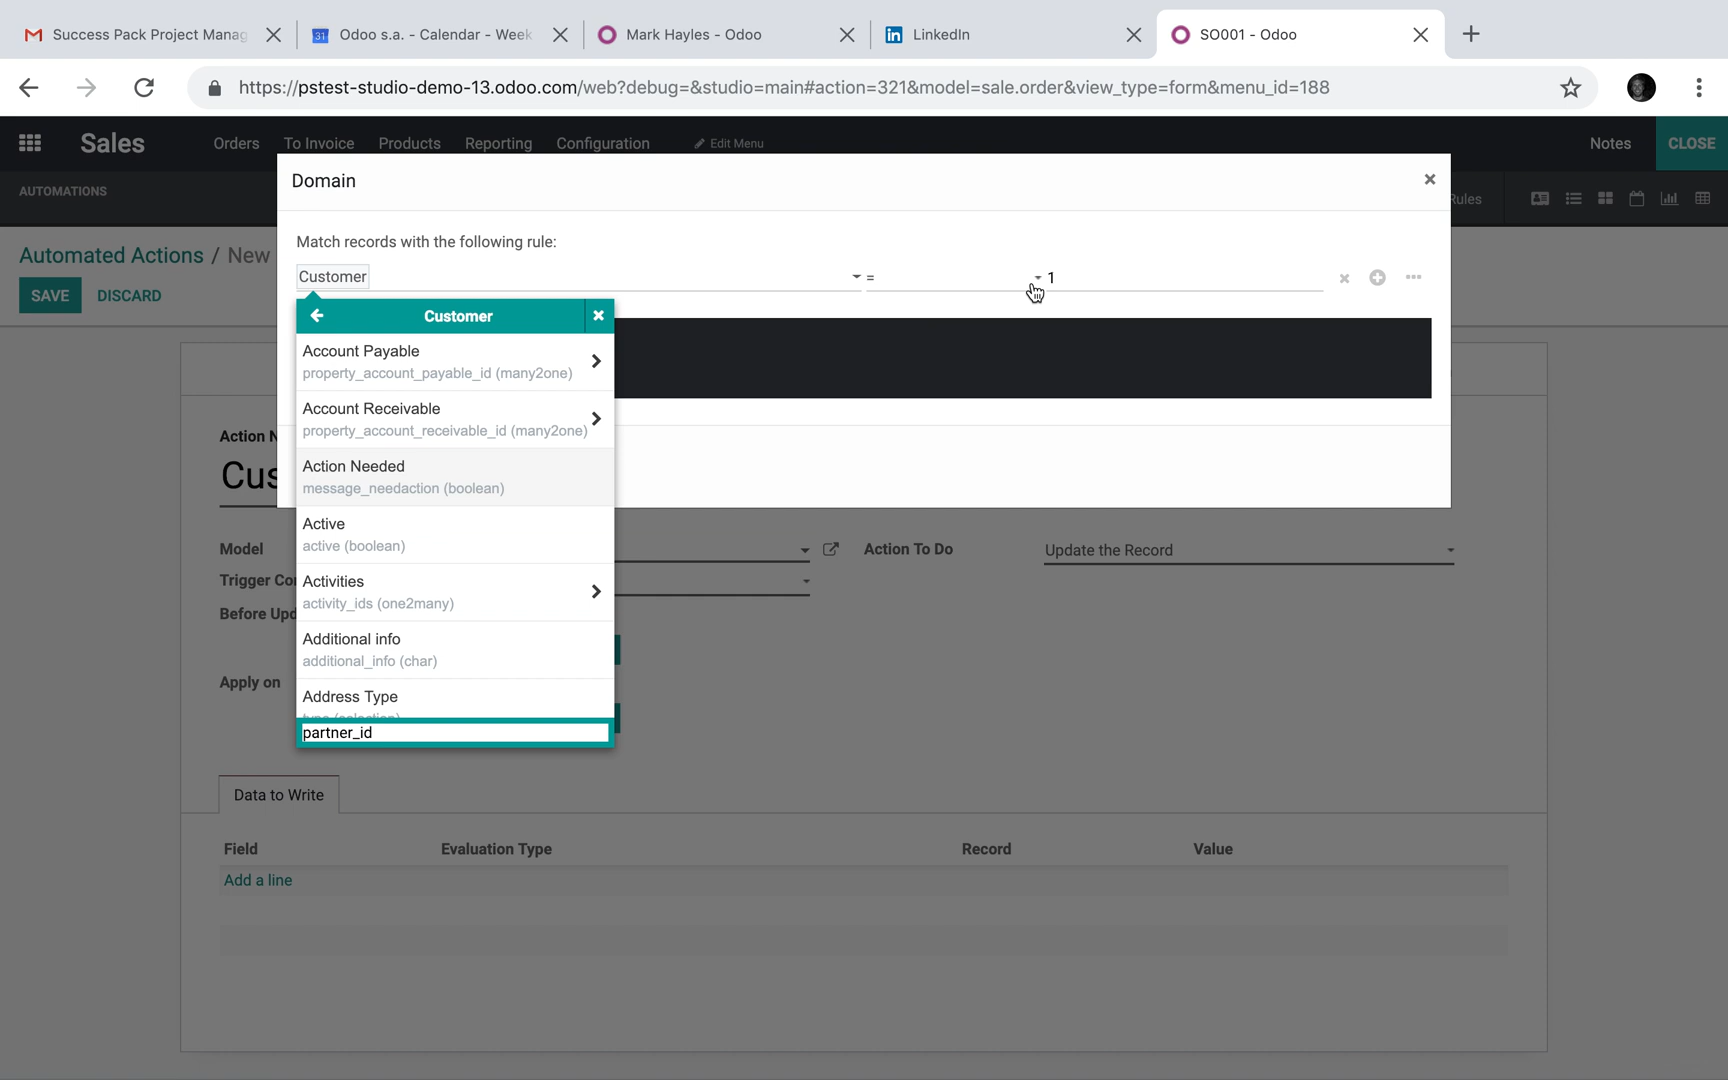 Success Pack Project Manag
Odoo s.a. - Calendar - Week
Mark Hayles - Odoo
LinkedIn
SO001 - Odoo
https://pstest-studio-demo-13.odoo.com/web?debug=&studio=main#action=321&model=sale.order&view_type=form&menu_id=188
Sales
Orders
To Invoice
Products
Reporting
Configuration
Edit Menu
Notes
CLOSE
AUTOMATIONS
Rules
Automated Actions / New
SAVE
DISCARD
Domain
Match records with the following rule:
Customer
=
1
Customer
Account Payable
property_account_payable_id (many2one)
Account Receivable
property_account_receivable_id (many2one)
Action Needed
message_needaction (boolean)
Active
active (boolean)
Activities
activity_ids (one2many)
Additional info
additional_info (char)
Address Type
type (selection)
partner_id
Action N
Cus
Model
Trigger Co
Before Upd
Apply on
Action To Do
Update the Record
Data to Write
Field
Evaluation Type
Record
Value
Add a line